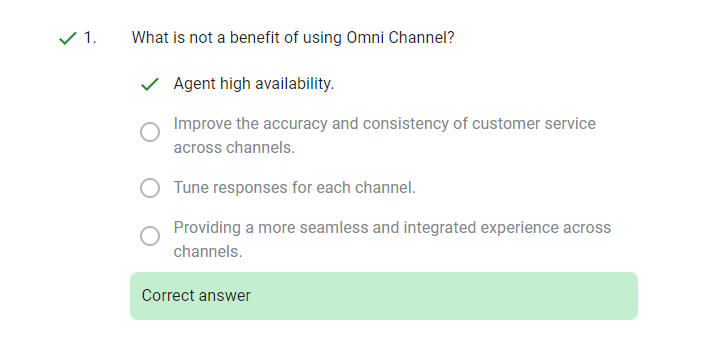 1. What is not a benefit of using Omni Channel?
Agent high availability.
Improve the accuracy and consistency of customer service
across channels.
Tune responses for each channel.
Providing a more seamless and integrated experience across
channels.
Correct answer